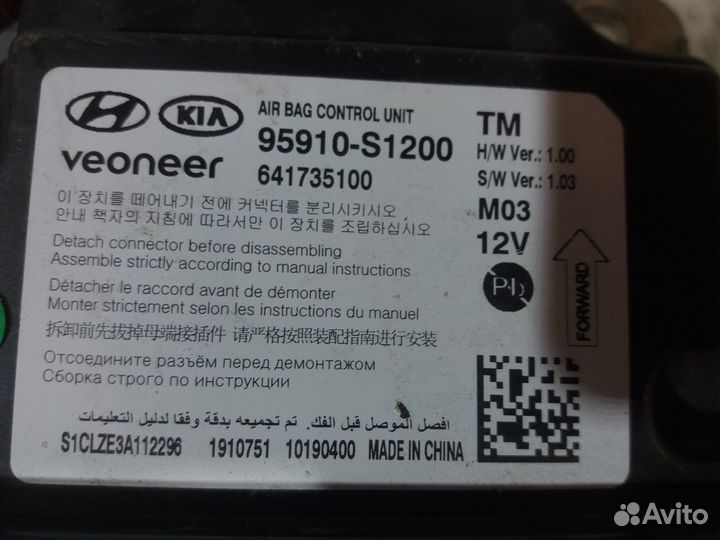 KIA
AIR BAG CONTROL UNIT
TM
veoneer
95910-S1200
H/W Ver.: 1.00
641735100
S/W Ver.: 1.03
이 장치를 떼어내기 전에 커넥터를 분리시키시오
안내 책자의 지침에 따라서만 이 장치를 조립하십시오
M03
12V
Detach connector before disassembling
Assemble strictly according to manual instructions
Détacher le raccord avant de démonter
Monter strictement selon les instructions du manuel
FORWARD
拆卸前先拔掉母端接插件 请严格按照装配指南进行安装
Отсоедините разъём перед демонтажом
Сборка строго по инструкции
افصل الموصل قبل الفك. تم تجميعه بدقة وفقا لدليل التعليمات
S1CLZE3A112296 1910751 10190400 MADE IN CHINA
Avito